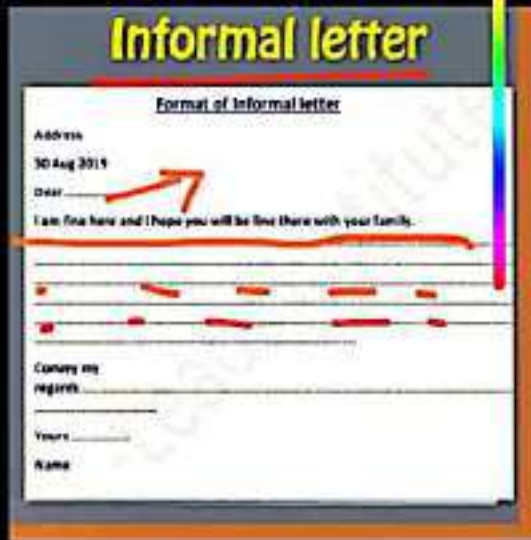 Informal letter
Format of Informal letter
Address
30 Aug 2019
Dear ............
I am fine here and I hope you will be fine there with your family.
Convey my
regards
Yours ................
Name